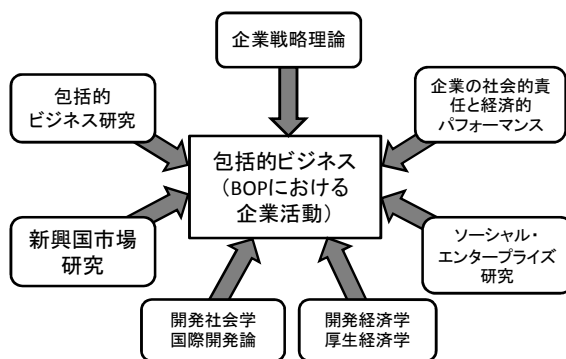 企業戦略理論
包括的
ビジネス研究
企業の社会的責
任と経済的
パフォーマンス
包括的ビジネス
（BOPにおける
企業活動）
新興国市場
研究
ソーシャル・
エンタープライズ
研究
開発社会学
国際開発論
開発経済学
厚生経済学